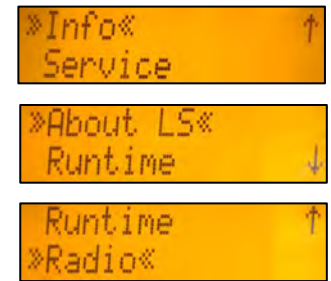 »Info« ↑
Service
»About LS«
Runtime ↓
Runtime ↑
»Radio«